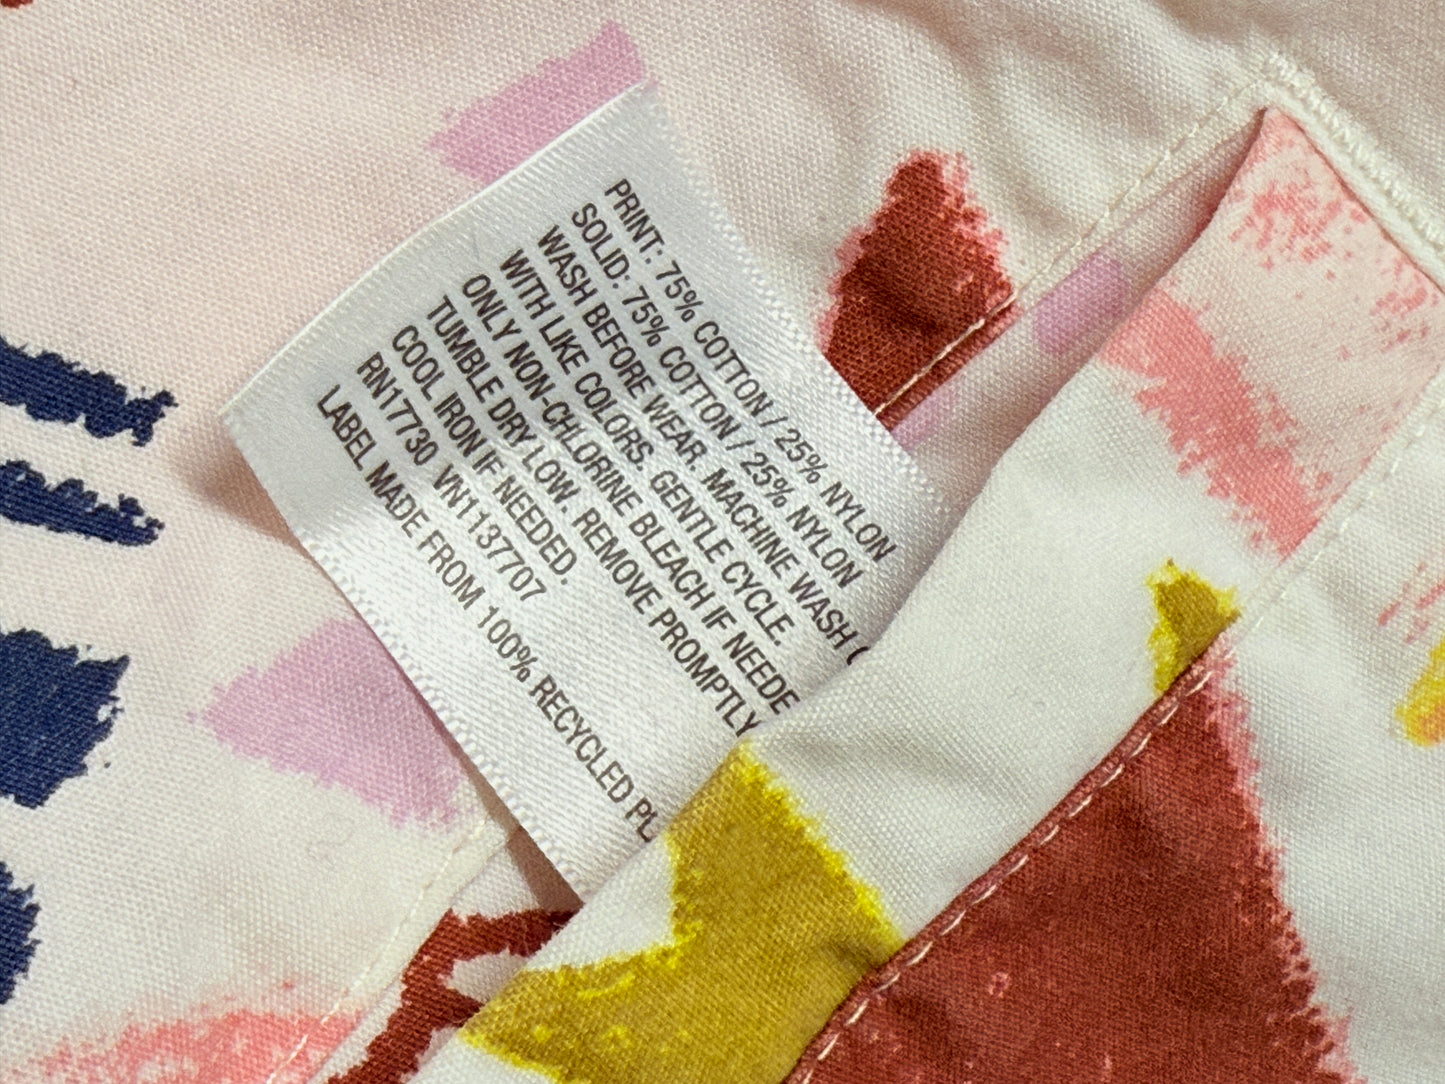 PRINT: 75% COTTON / 25% NYLON
SOLID: 75% COTTON / 25% NYLON
WASH BEFORE WEAR. MACHINE WASH
WITH LIKE COLORS. GENTLE CYCLE.
ONLY NON-CHLORINE BLEACH IF NEEDE
TUMBLE DRY LOW. REMOVE PROMPTLY
COOL IRON IF NEEDED.
RN17730 VN113707
LABEL MADE FROM 100% RECYCLED